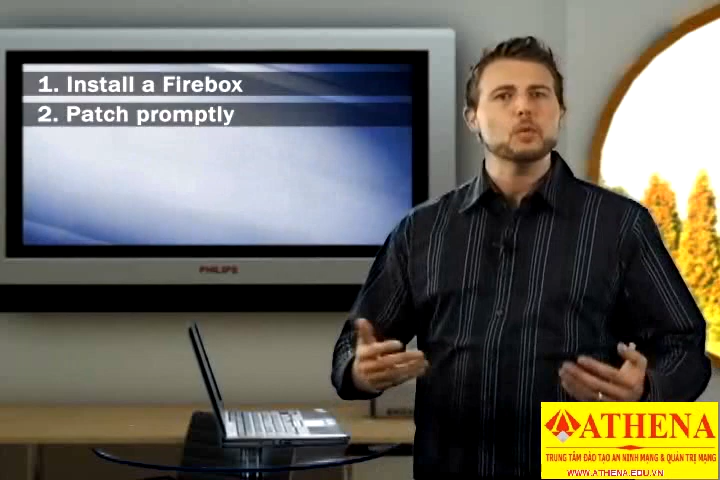 1. Install a Firebox
2. Patch promptly
PHILIPS
ATHENA
TRUNG TÂM ĐÀO TẠO AN NINH MẠNG & QUẢN TRỊ MẠNG
WWW.ATHENA.EDU.VN